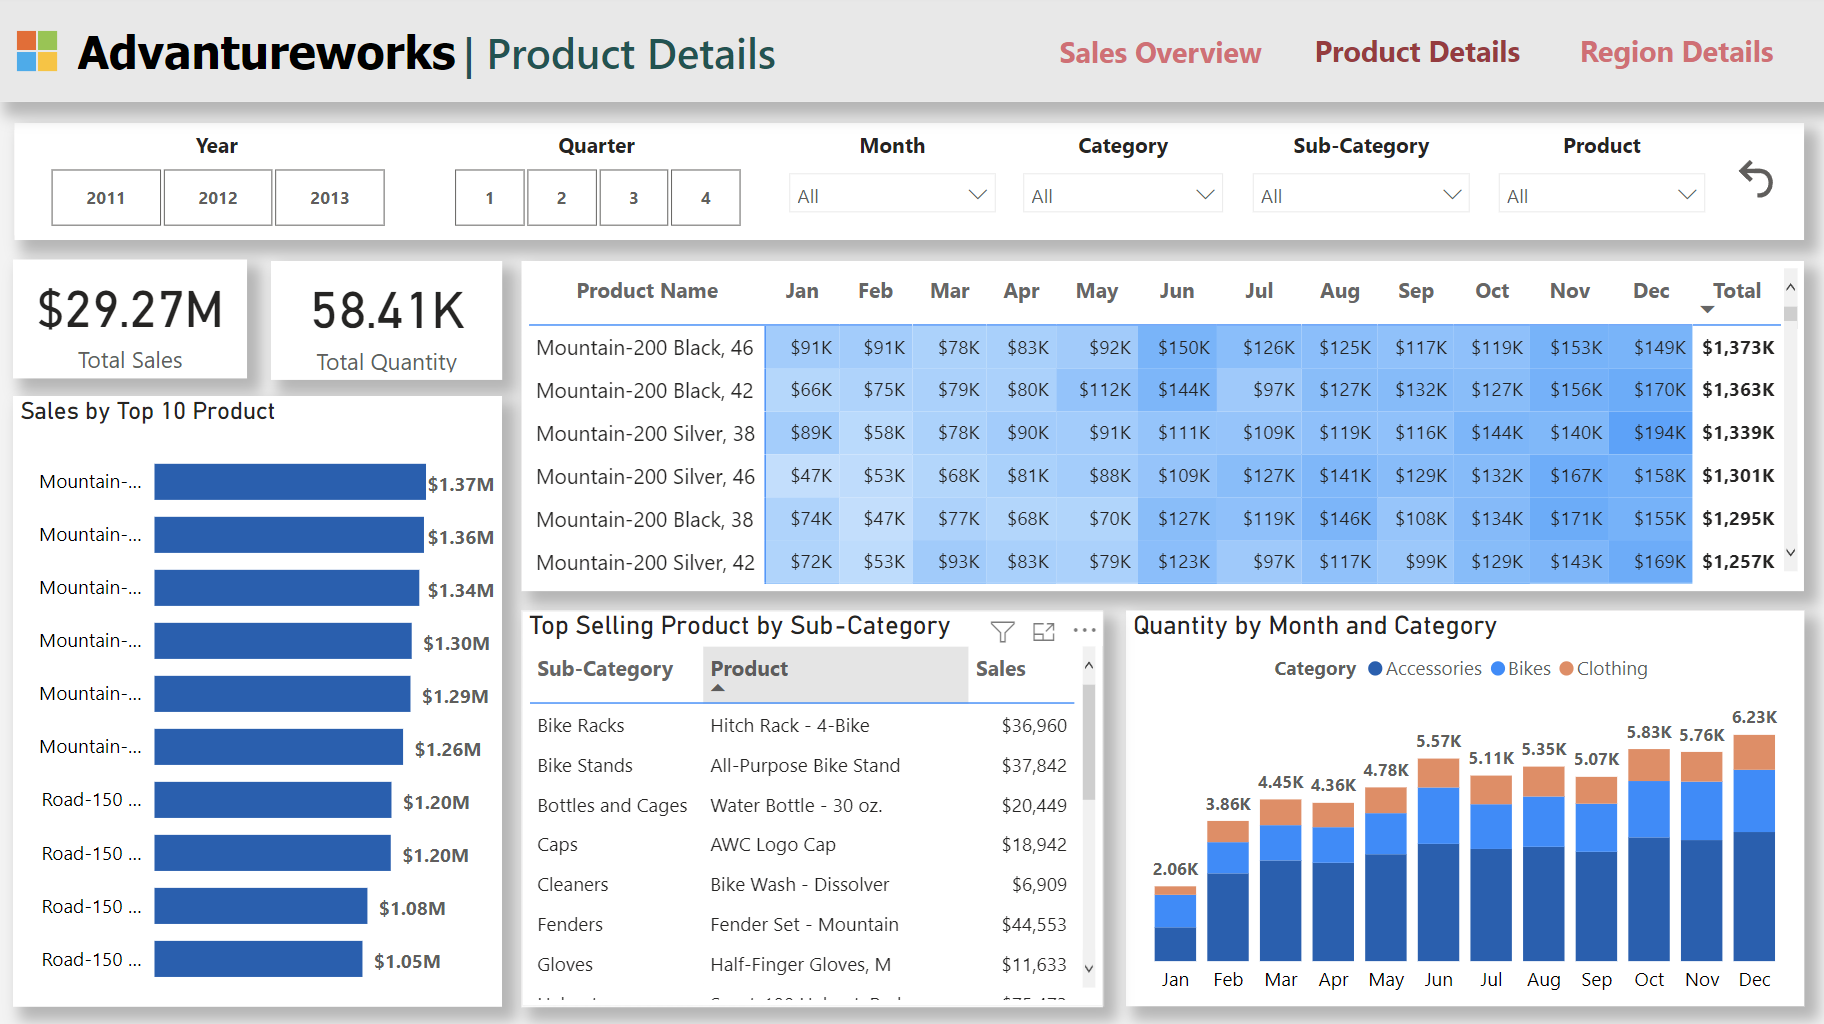 Advantureworks | Product Details
Sales Overview Product Details Region Details
Year Quarter Month Category Sub-Category Product
2011 2012 2013 1 2 3 4 All All All All
$29.27M
Total Sales
58.41K
Total Quantity
Product Name Jan Feb Mar Apr May Jun Jul Aug Sep Oct Nov Dec Total
Mountain-200 Black, 46 $91K $91K $78K $83K $92K $150K $126K $125K $117K $119K $153K $149K $1,373K
Mountain-200 Black, 42 $66K $75K $79K $80K $112K $144K $97K $127K $132K $127K $156K $170K $1,363K
Mountain-200 Silver, 38 $89K $58K $78K $90K $91K $111K $109K $119K $116K $144K $140K $194K $1,339K
Mountain-200 Silver, 46 $47K $53K $68K $81K $88K $109K $127K $141K $129K $132K $167K $158K $1,301K
Mountain-200 Black, 38 $74K $47K $77K $68K $70K $127K $119K $146K $108K $134K $171K $155K $1,295K
Mountain-200 Silver, 42 $72K $53K $93K $83K $79K $123K $97K $117K $99K $129K $143K $169K $1,257K
Sales by Top 10 Product
Mountain-... $1.37M
Mountain-... $1.36M
Mountain-... $1.34M
Mountain-... $1.30M
Mountain-... $1.29M
Mountain-... $1.26M
Road-150 ... $1.20M
Road-150 ... $1.20M
Road-150 ... $1.08M
Road-150 ... $1.05M
Top Selling Product by Sub-Category
Sub-Category Product Sales
Bike Racks Hitch Rack - 4-Bike $36,960
Bike Stands All-Purpose Bike Stand $37,842
Bottles and Cages Water Bottle - 30 oz. $20,449
Caps AWC Logo Cap $18,942
Cleaners Bike Wash - Dissolver $6,909
Fenders Fender Set - Mountain $44,553
Gloves Half-Finger Gloves, M $11,633
Quantity by Month and Category
Category Accessories Bikes Clothing
2.06K 3.86K 4.45K 4.36K 4.78K 5.57K 5.11K 5.35K 5.07K 5.83K 5.76K 6.23K
Jan Feb Mar Apr May Jun Jul Aug Sep Oct Nov Dec